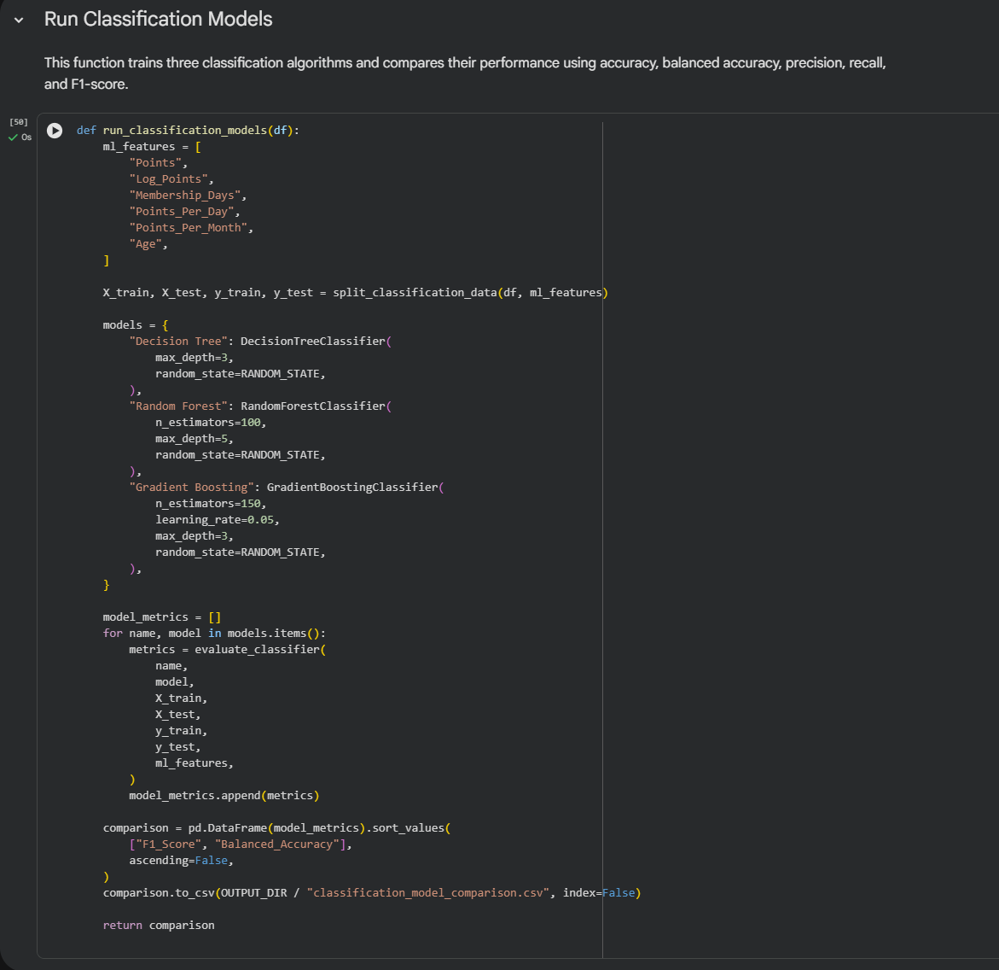 Run Classification Models
This function trains three classification algorithms and compares their performance using accuracy, balanced accuracy, precision, recall,
and F1-score.
[50]
0s
def run_classification_models(df):
    ml_features = [
        "Points",
        "Log_Points",
        "Membership_Days",
        "Points_Per_Day",
        "Points_Per_Month",
        "Age",
    ]
    X_train, X_test, y_train, y_test = split_classification_data(df, ml_features)
    models = {
        "Decision Tree": DecisionTreeClassifier(
            max_depth=3,
            random_state=RANDOM_STATE,
        ),
        "Random Forest": RandomForestClassifier(
            n_estimators=100,
            max_depth=5,
            random_state=RANDOM_STATE,
        ),
        "Gradient Boosting": GradientBoostingClassifier(
            n_estimators=150,
            learning_rate=0.05,
            max_depth=3,
            random_state=RANDOM_STATE,
        ),
    }
    model_metrics = []
    for name, model in models.items():
        metrics = evaluate_classifier(
            name,
            model,
            X_train,
            X_test,
            y_train,
            y_test,
            ml_features,
        )
        model_metrics.append(metrics)
    comparison = pd.DataFrame(model_metrics).sort_values(
        ["F1_Score", "Balanced_Accuracy"],
        ascending=False,
    )
    comparison.to_csv(OUTPUT_DIR / "classification_model_comparison.csv", index=False)
    return comparison